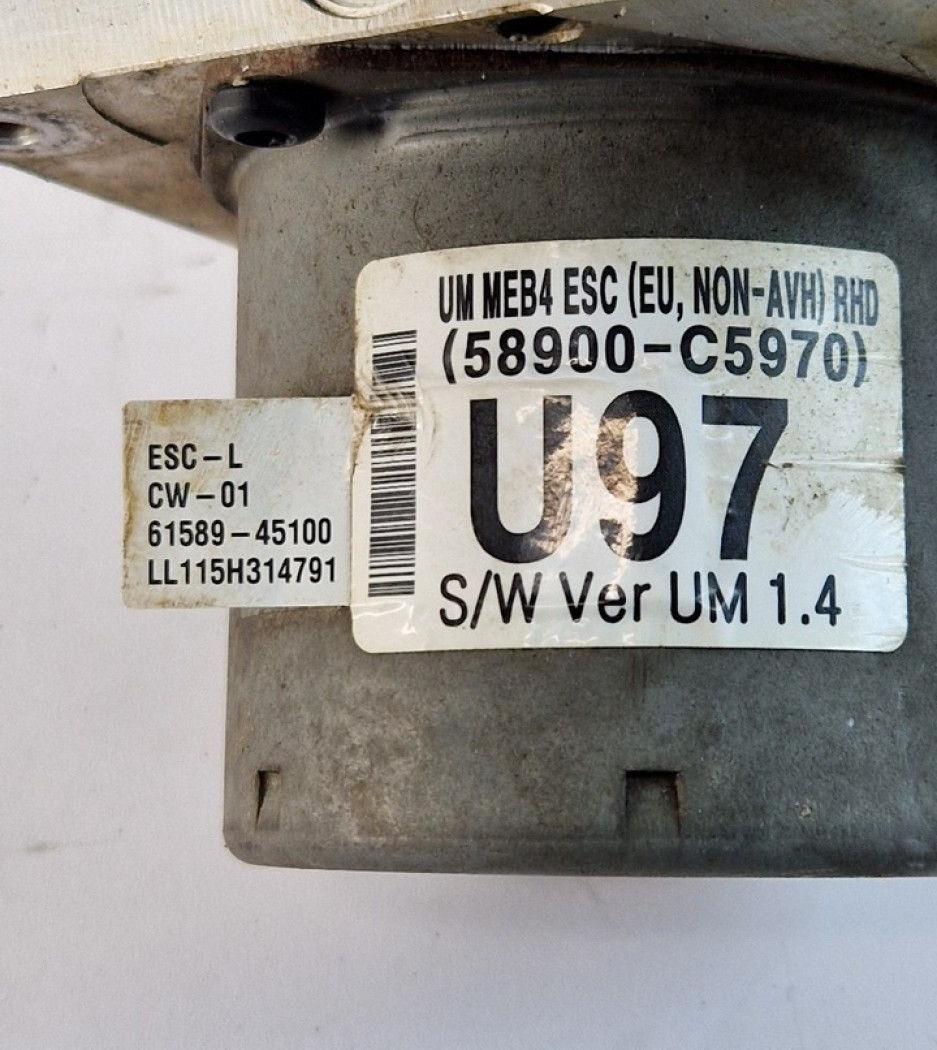 UM MEB4 ESC (EU, NON-AVH) RHD
(58900-C5970)
U97
S/W Ver UM 1.4
ESC-L
CW-01
61589-45100
LL115H314791